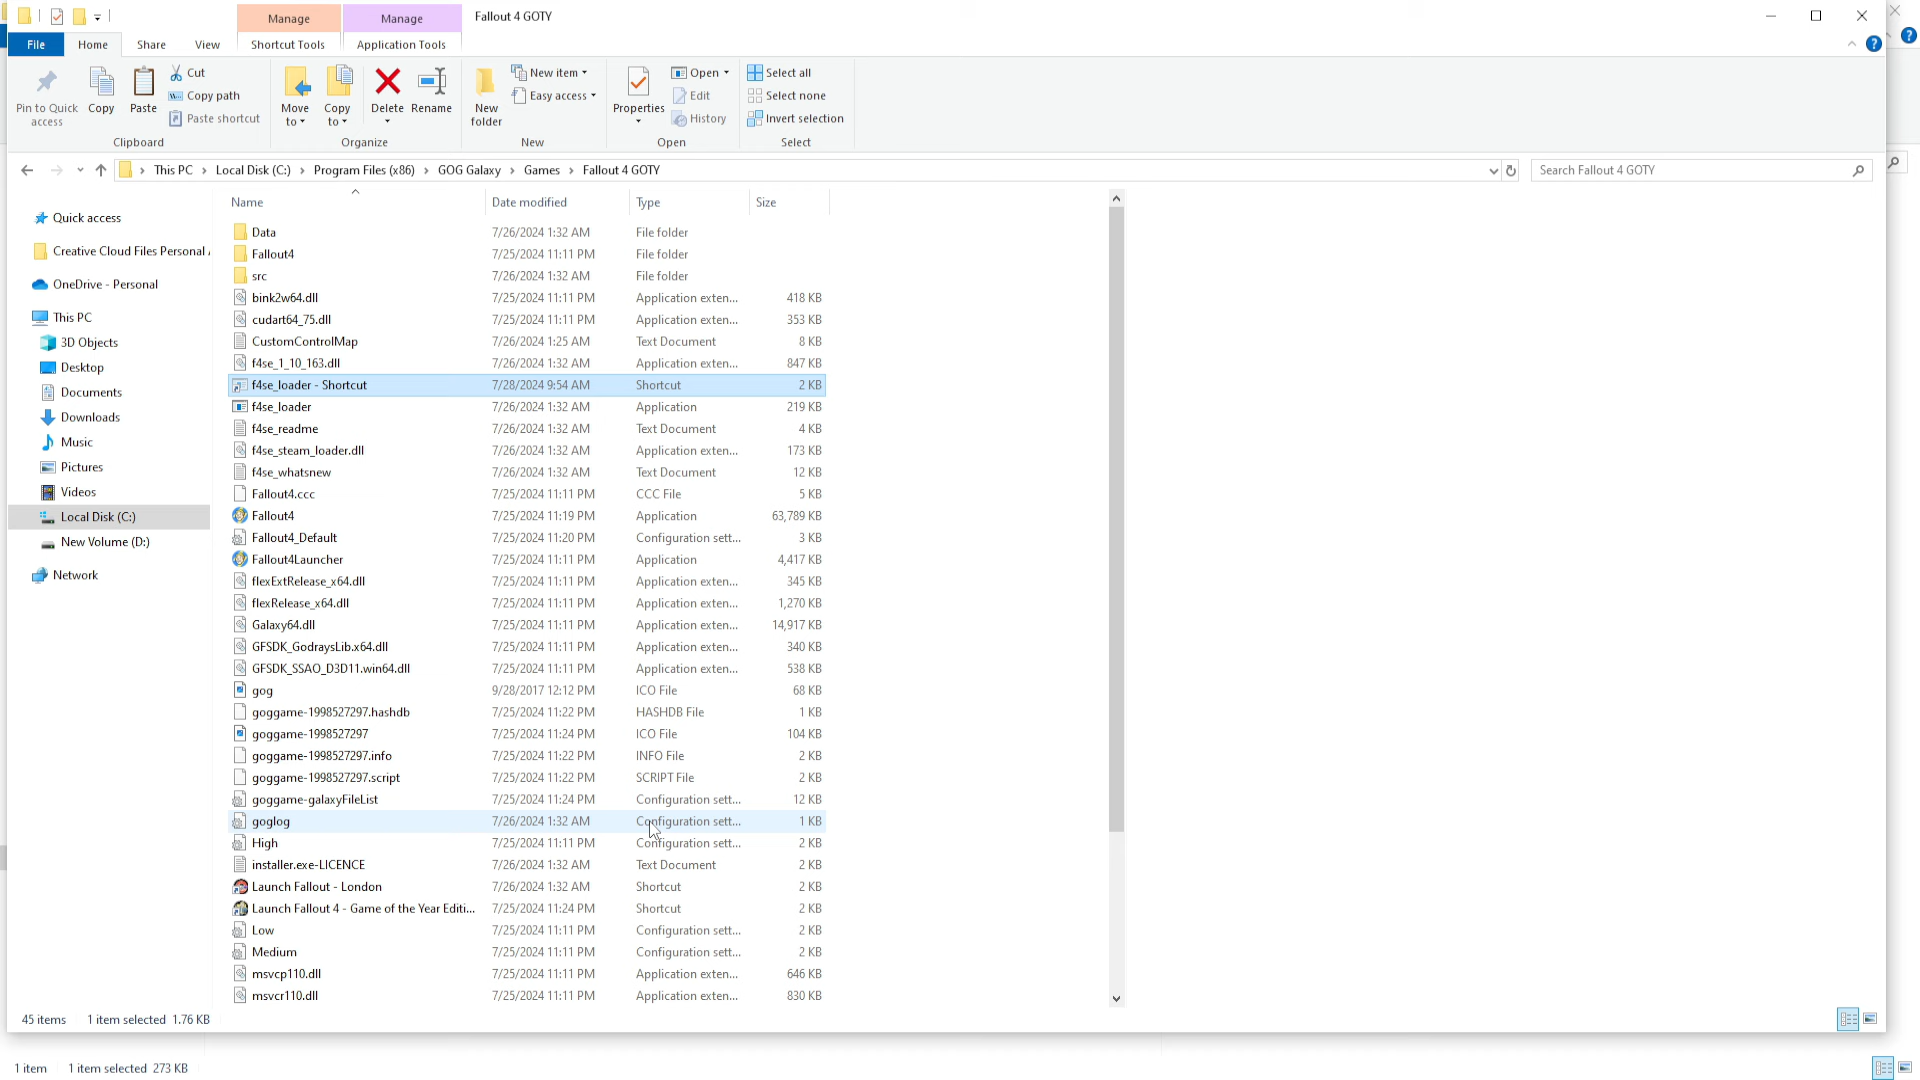 Manage Manage Fallout 4 GOTY
File Home Share View Shortcut Tools Application Tools
Pin to Quick access
Copy
Paste
Cut
Copy path
Paste shortcut
Clipboard
Move to
Copy to
Delete
Rename
Organize
New folder
New item
Easy access
New
Properties
Open
Edit
History
Open
Select all
Select none
Invert selection
Select
This PC > Local Disk (C:) > Program Files (x86) > GOG Galaxy > Games > Fallout 4 GOTY
Search Fallout 4 GOTY
Quick access
Creative Cloud Files Personal
OneDrive - Personal
This PC
3D Objects
Desktop
Documents
Downloads
Music
Pictures
Videos
Local Disk (C:)
New Volume (D:)
Network
Name Date modified Type Size
Data 7/26/2024 1:32 AM File folder
Fallout4 7/25/2024 11:11 PM File folder
src 7/26/2024 1:32 AM File folder
bink2w64.dll 7/25/2024 11:11 PM Application exten... 418 KB
cudart64_75.dll 7/25/2024 11:11 PM Application exten... 353 KB
CustomControlMap 7/26/2024 1:25 AM Text Document 8 KB
f4se_1_10_163.dll 7/26/2024 1:32 AM Application exten... 847 KB
f4se_loader - Shortcut 7/28/2024 9:54 AM Shortcut 2 KB
f4se_loader 7/26/2024 1:32 AM Application 219 KB
f4se_readme 7/26/2024 1:32 AM Text Document 4 KB
f4se_steam_loader.dll 7/26/2024 1:32 AM Application exten... 173 KB
f4se_whatsnew 7/26/2024 1:32 AM Text Document 12 KB
Fallout4.ccc 7/25/2024 11:11 PM CCC File 5 KB
Fallout4 7/25/2024 11:19 PM Application 63,789 KB
Fallout4_Default 7/25/2024 11:20 PM Configuration sett... 3 KB
Fallout4Launcher 7/25/2024 11:11 PM Application 4,417 KB
flexExtRelease_x64.dll 7/25/2024 11:11 PM Application exten... 345 KB
flexRelease_x64.dll 7/25/2024 11:11 PM Application exten... 1,270 KB
Galaxy64.dll 7/25/2024 11:11 PM Application exten... 14,917 KB
GFSDK_GodraysLib.x64.dll 7/25/2024 11:11 PM Application exten... 340 KB
GFSDK_SSAO_D3D11.win64.dll 7/25/2024 11:11 PM Application exten... 538 KB
gog 9/28/2017 12:12 PM ICO File 68 KB
goggame-1998527297.hashdb 7/25/2024 11:22 PM HASHDB File 1 KB
goggame-1998527297 7/25/2024 11:24 PM ICO File 104 KB
goggame-1998527297.info 7/25/2024 11:22 PM INFO File 2 KB
goggame-1998527297.script 7/25/2024 11:22 PM SCRIPT File 2 KB
goggame-galaxyFileList 7/25/2024 11:24 PM Configuration sett... 12 KB
goglog 7/26/2024 1:32 AM Configuration sett... 1 KB
High 7/25/2024 11:11 PM Configuration sett... 2 KB
installer.exe-LICENCE 7/26/2024 1:32 AM Text Document 2 KB
Launch Fallout - London 7/26/2024 1:32 AM Shortcut 2 KB
Launch Fallout 4 - Game of the Year Editi... 7/25/2024 11:24 PM Shortcut 2 KB
Low 7/25/2024 11:11 PM Configuration sett... 2 KB
Medium 7/25/2024 11:11 PM Configuration sett... 2 KB
msvcp110.dll 7/25/2024 11:11 PM Application exten... 646 KB
msvcr110.dll 7/25/2024 11:11 PM Application exten... 830 KB
45 items 1 item selected 1.76 KB
1 item 1 item selected 273 KB